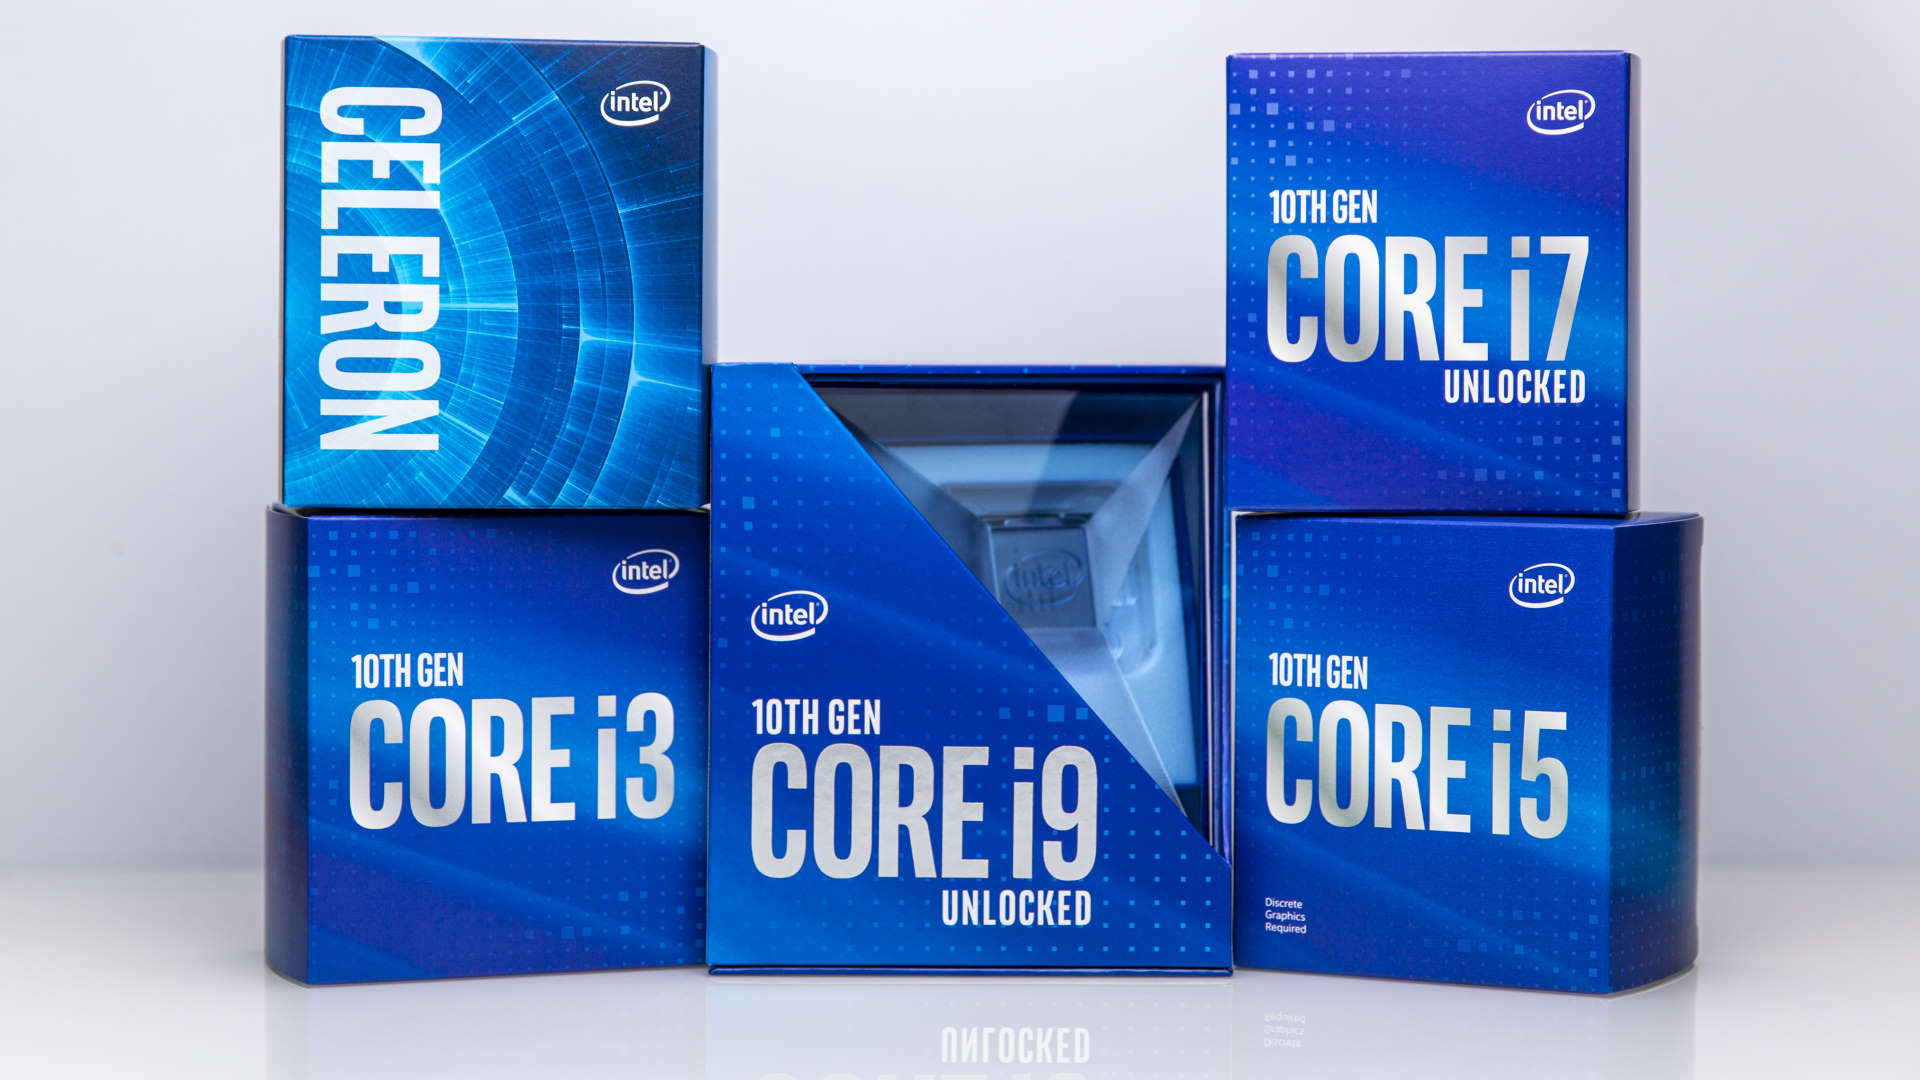 CELERON
intel
intel
10TH GEN
CORE i7
UNLOCKED
intel
10TH GEN
CORE i3
intel
intel
10TH GEN
CORE i9
UNLOCKED
intel
10TH GEN
CORE i5
Discrete
Graphics
Required